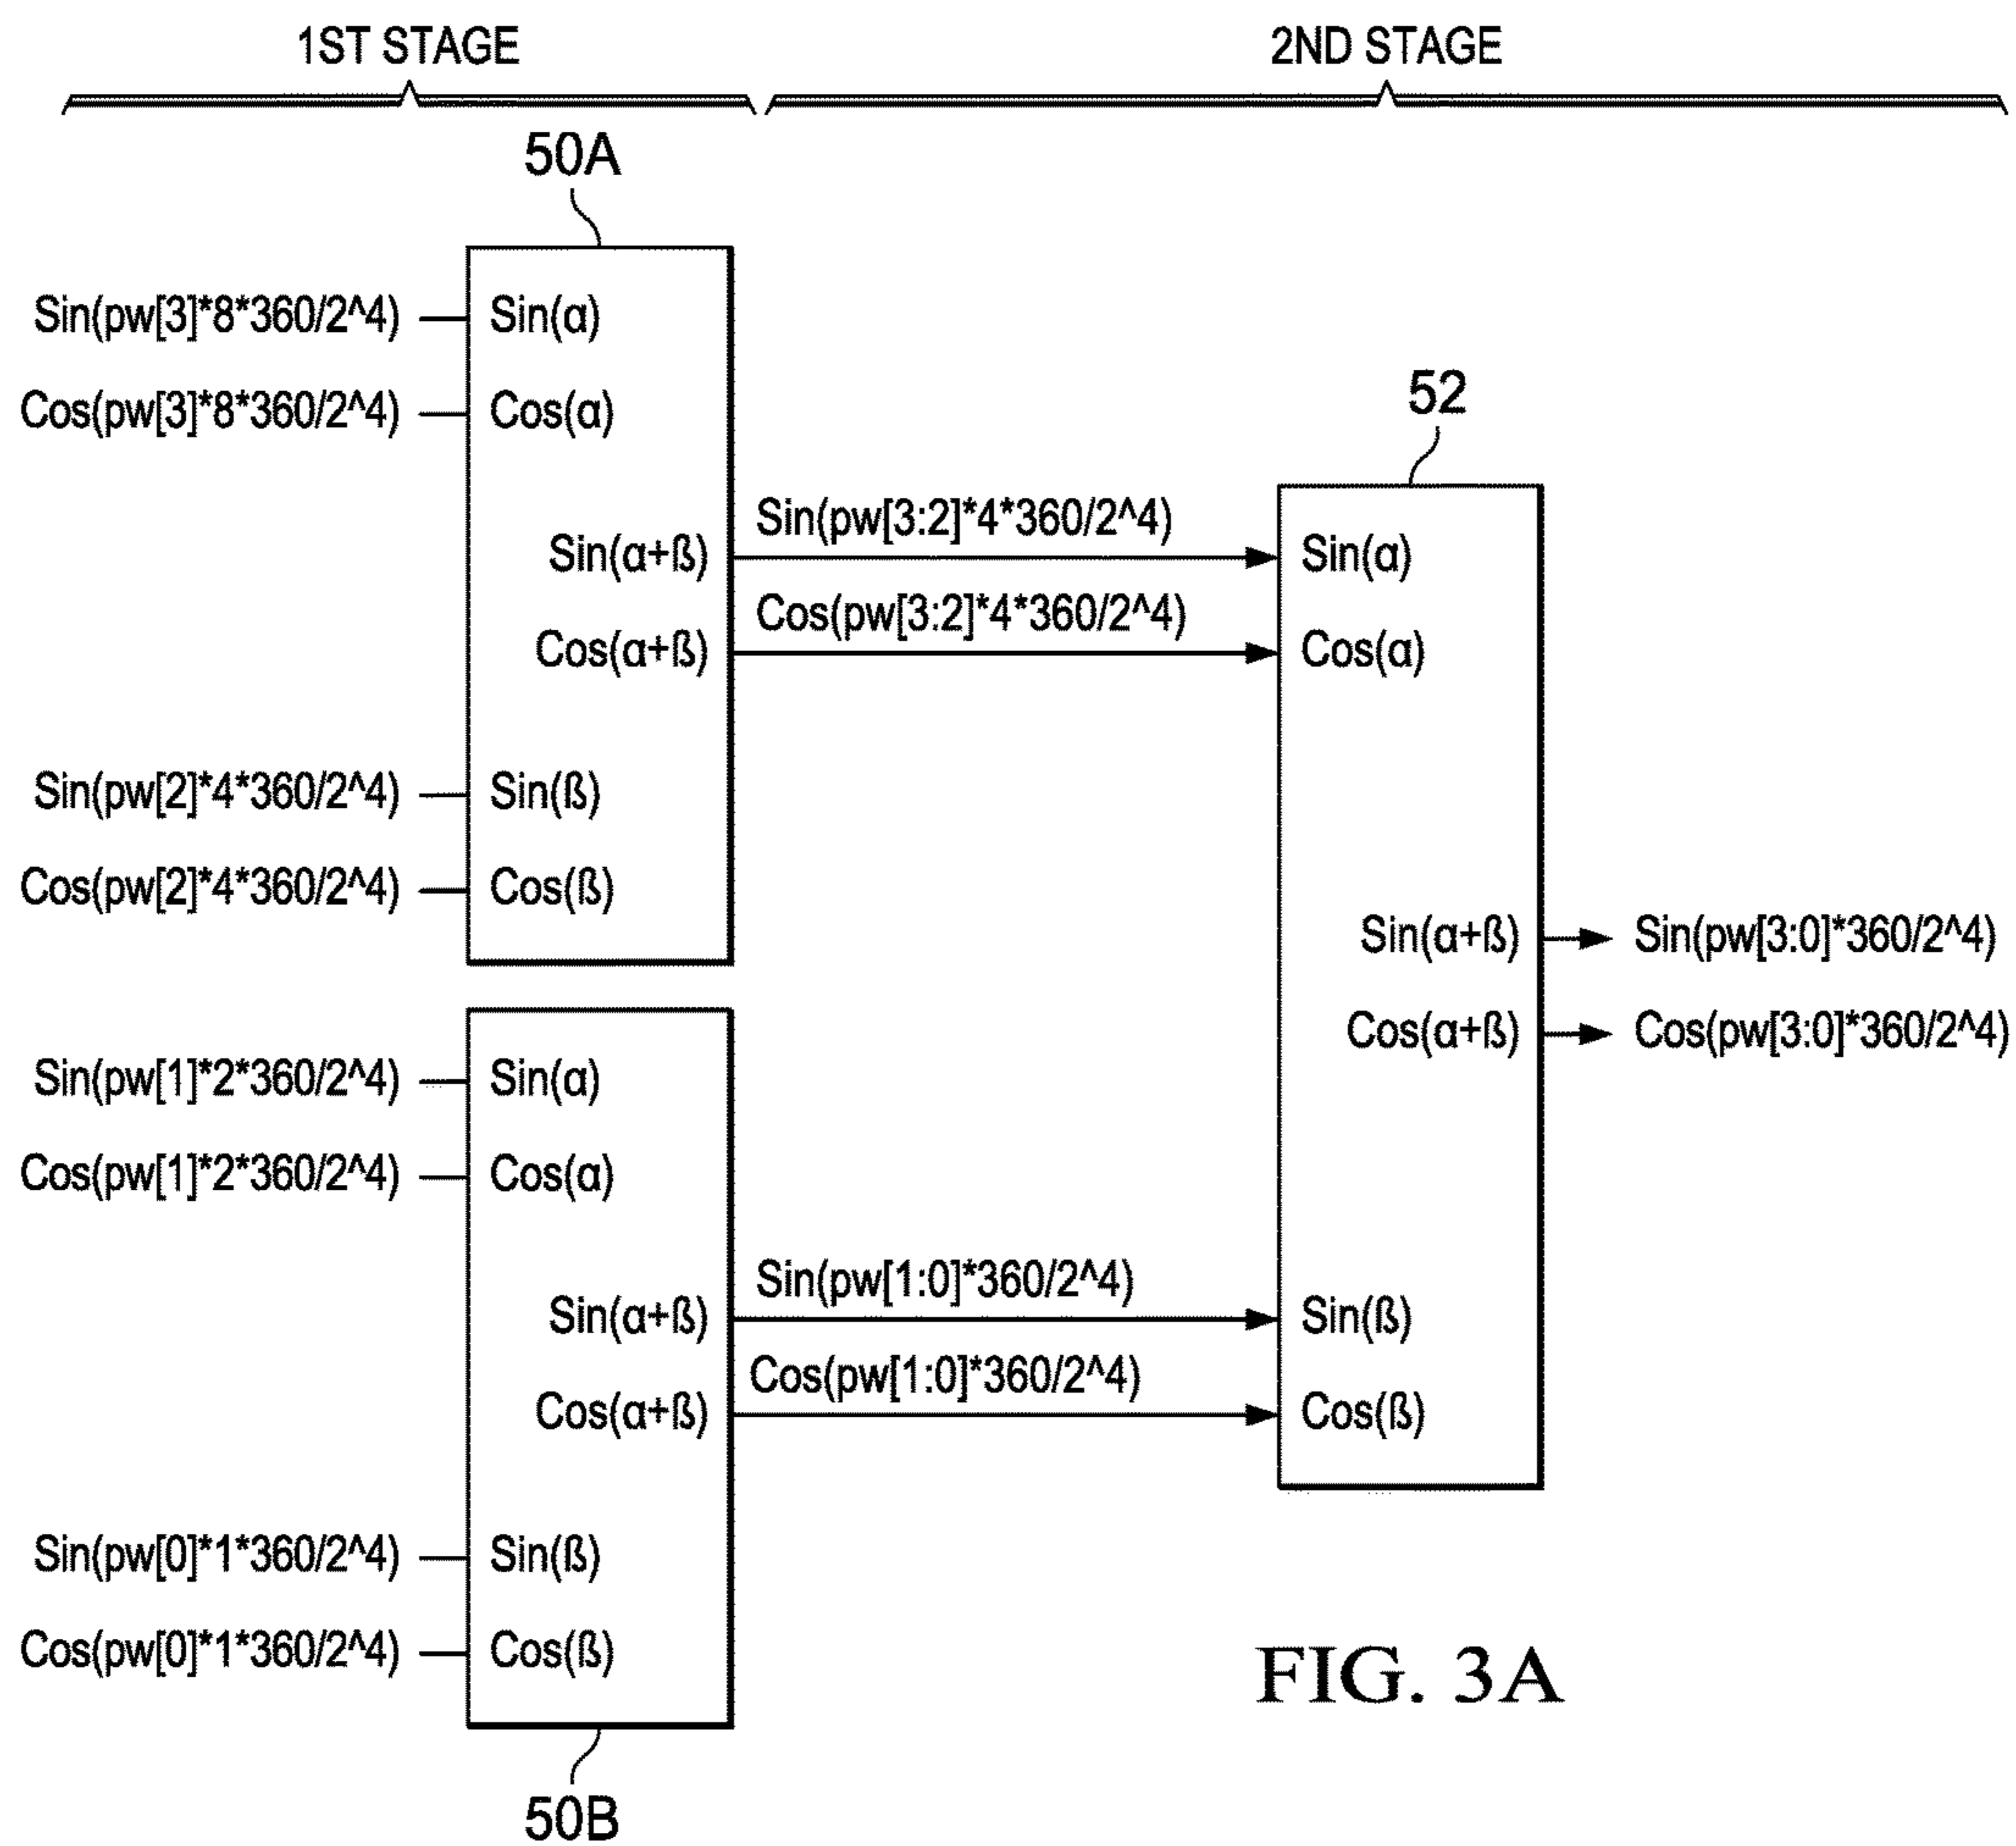 1ST STAGE
2ND STAGE
50A
Sin(pw[3]*8*360/2^4)
Sin(α)
Cos(pw[3]*8*360/2^4)
Cos(α)
52
Sin(α+ß)
Sin(pw[3:2]*4*360/2^4)
Sin(α)
Cos(α+ß)
Cos(pw[3:2]*4*360/2^4)
Cos(α)
Sin(pw[2]*4*360/2^4)
Sin(ß)
Cos(pw[2]*4*360/2^4)
Cos(ß)
Sin(α+ß)
Sin(pw[3:0]*360/2^4)
Cos(α+ß)
Cos(pw[3:0]*360/2^4)
Sin(pw[1]*2*360/2^4)
Sin(α)
Cos(pw[1]*2*360/2^4)
Cos(α)
Sin(α+ß)
Sin(pw[1:0]*360/2^4)
Sin(ß)
Cos(α+ß)
Cos(pw[1:0]*360/2^4)
Cos(ß)
Sin(pw[0]*1*360/2^4)
Sin(ß)
Cos(pw[0]*1*360/2^4)
Cos(ß)
50B
FIG. 3A